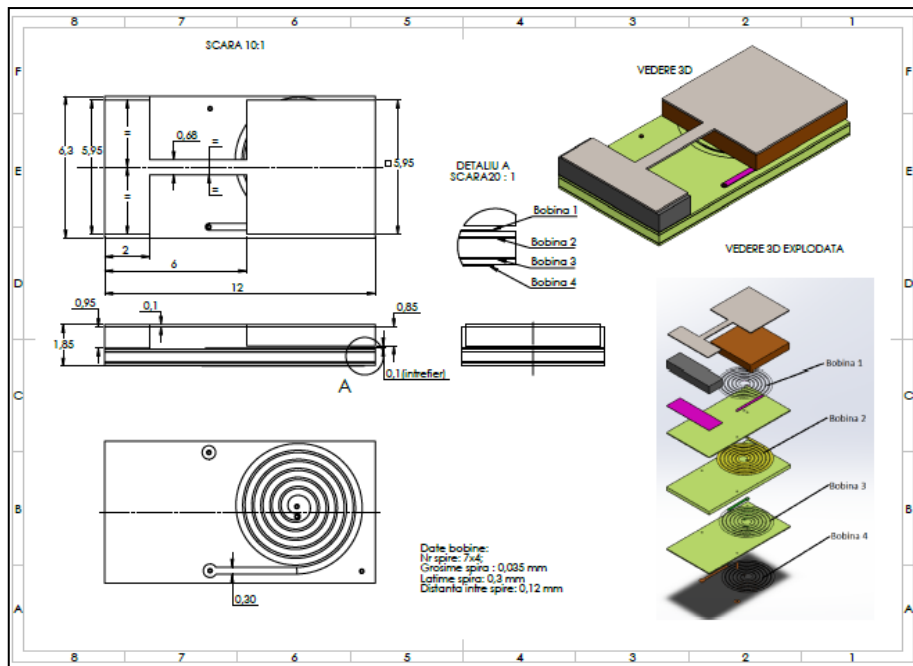 8 7 6 5 4 3 2 1
F
E
D
C
B
A
F
E
D
C
B
A
SCARA 10:1
6,3
5,95
=
=
0,68
=
=
□5,95
2
6
12
0,95
0,1
0,85
1,85
0,1(intrefier)
A
0,30
DETALIU A
SCARA20 : 1
Bobina 1
Bobina 2
Bobina 3
Bobina 4
VEDERE 3D
VEDERE 3D EXPLODATA
Bobina 1
Bobina 2
Bobina 3
Bobina 4
Date bobine:
Nr spire: 7x4;
Grosime spira : 0,035 mm
Latime spira: 0,3 mm
Distanta intre spire: 0,12 mm
8 7 6 5 4 3 2 1